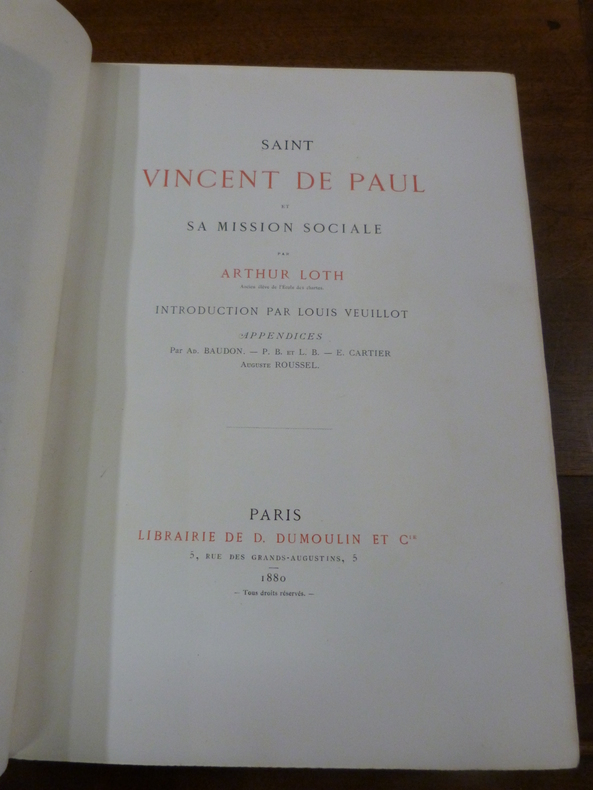 SAINT
VINCENT DE PAUL
ET
SA MISSION SOCIALE
PAR
ARTHUR LOTH
Ancien élève de l'École des chartes.
INTRODUCTION PAR LOUIS VEUILLOT
APPENDICES
Par Ad. BAUDON. — P. B. et L. B. — E. CARTIER
Auguste ROUSSEL.
PARIS
LIBRAIRIE DE D. DUMOULIN ET Cie
5, RUE DES GRANDS-AUGUSTINS, 5
1880
— Tous droits réservés. —